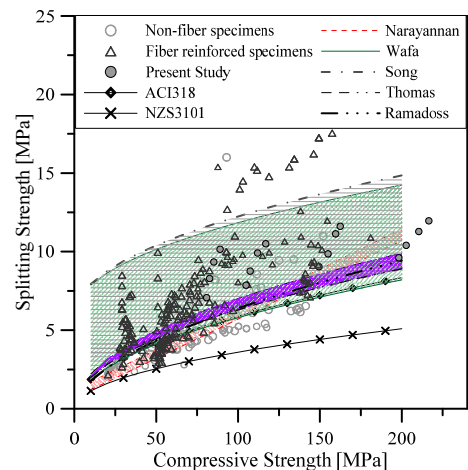 25
20
15
10
5
0
Splitting Strength [MPa]
Non-fiber specimens
Fiber reinforced specimens
Present Study
ACI318
NZS3101
Narayannan
Wafa
Song
Thomas
Ramadoss
0 50 100 150 200
Compressive Strength [MPa]